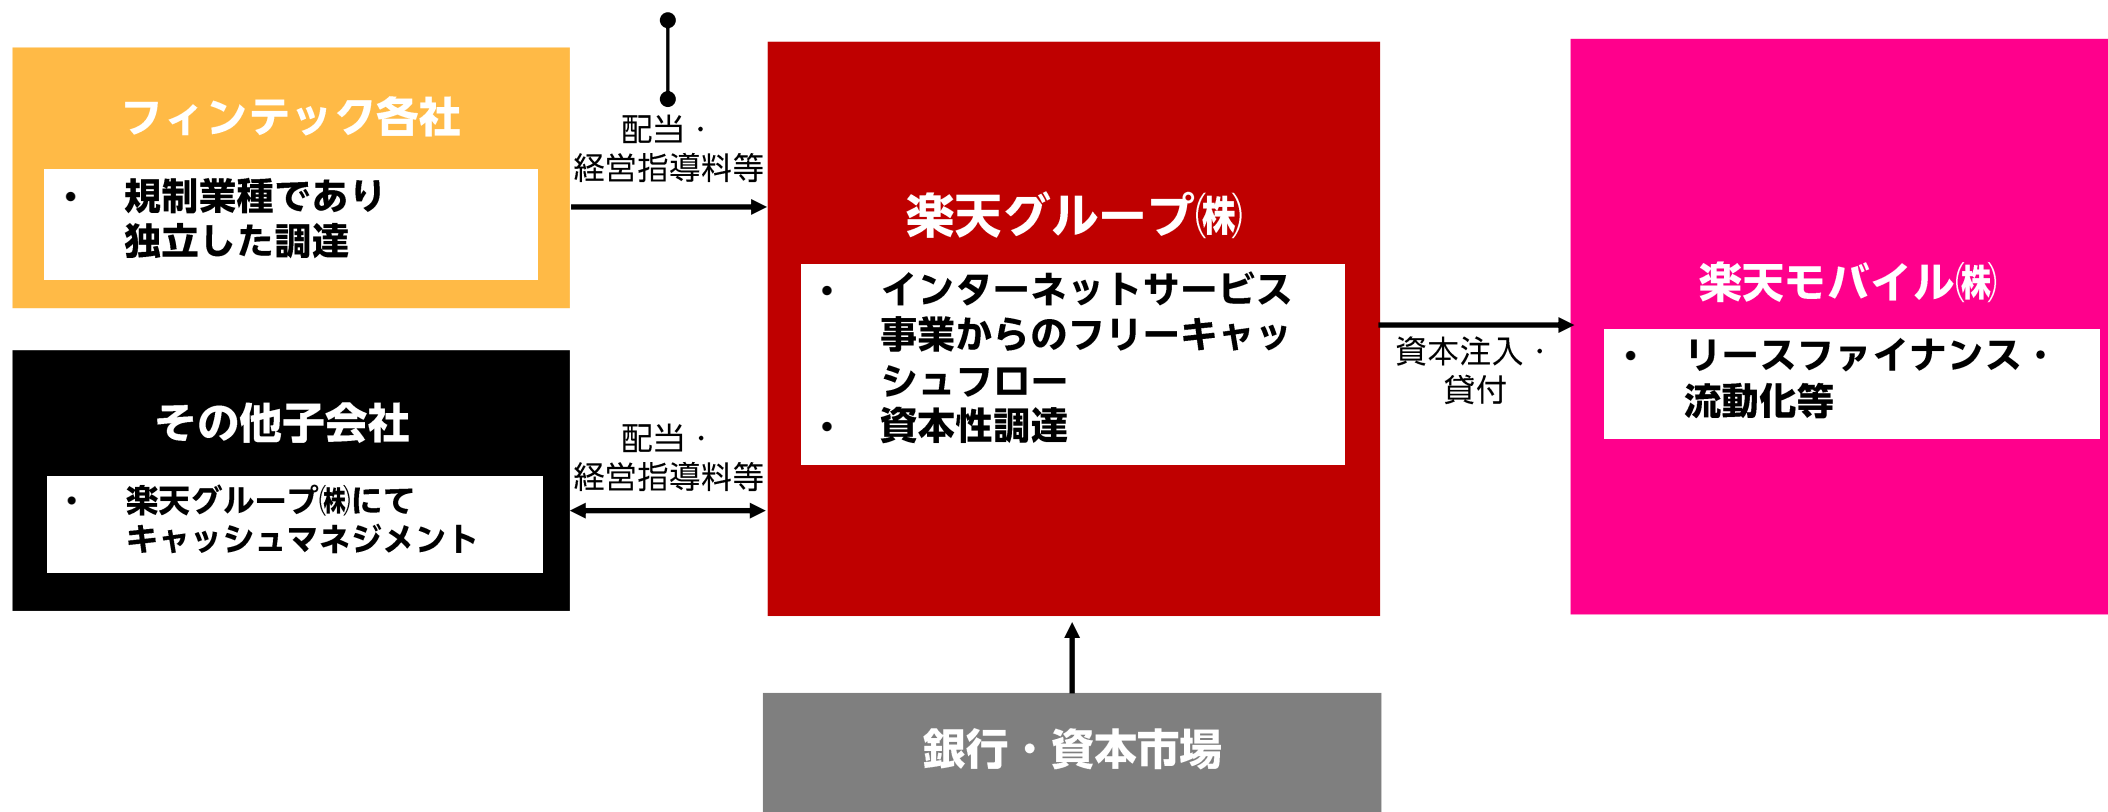 フィンテック各社
• 規制業種であり
独立した調達
配当・
経営指導料等
その他子会社
• 楽天グループ㈱にて
キャッシュマネジメント
配当・
経営指導料等
楽天グループ㈱
• インターネットサービス
事業からのフリーキャッ
シュフロー
• 資本性調達
資本注入・
貸付
楽天モバイル㈱
• リースファイナンス・
流動化等
銀行・資本市場